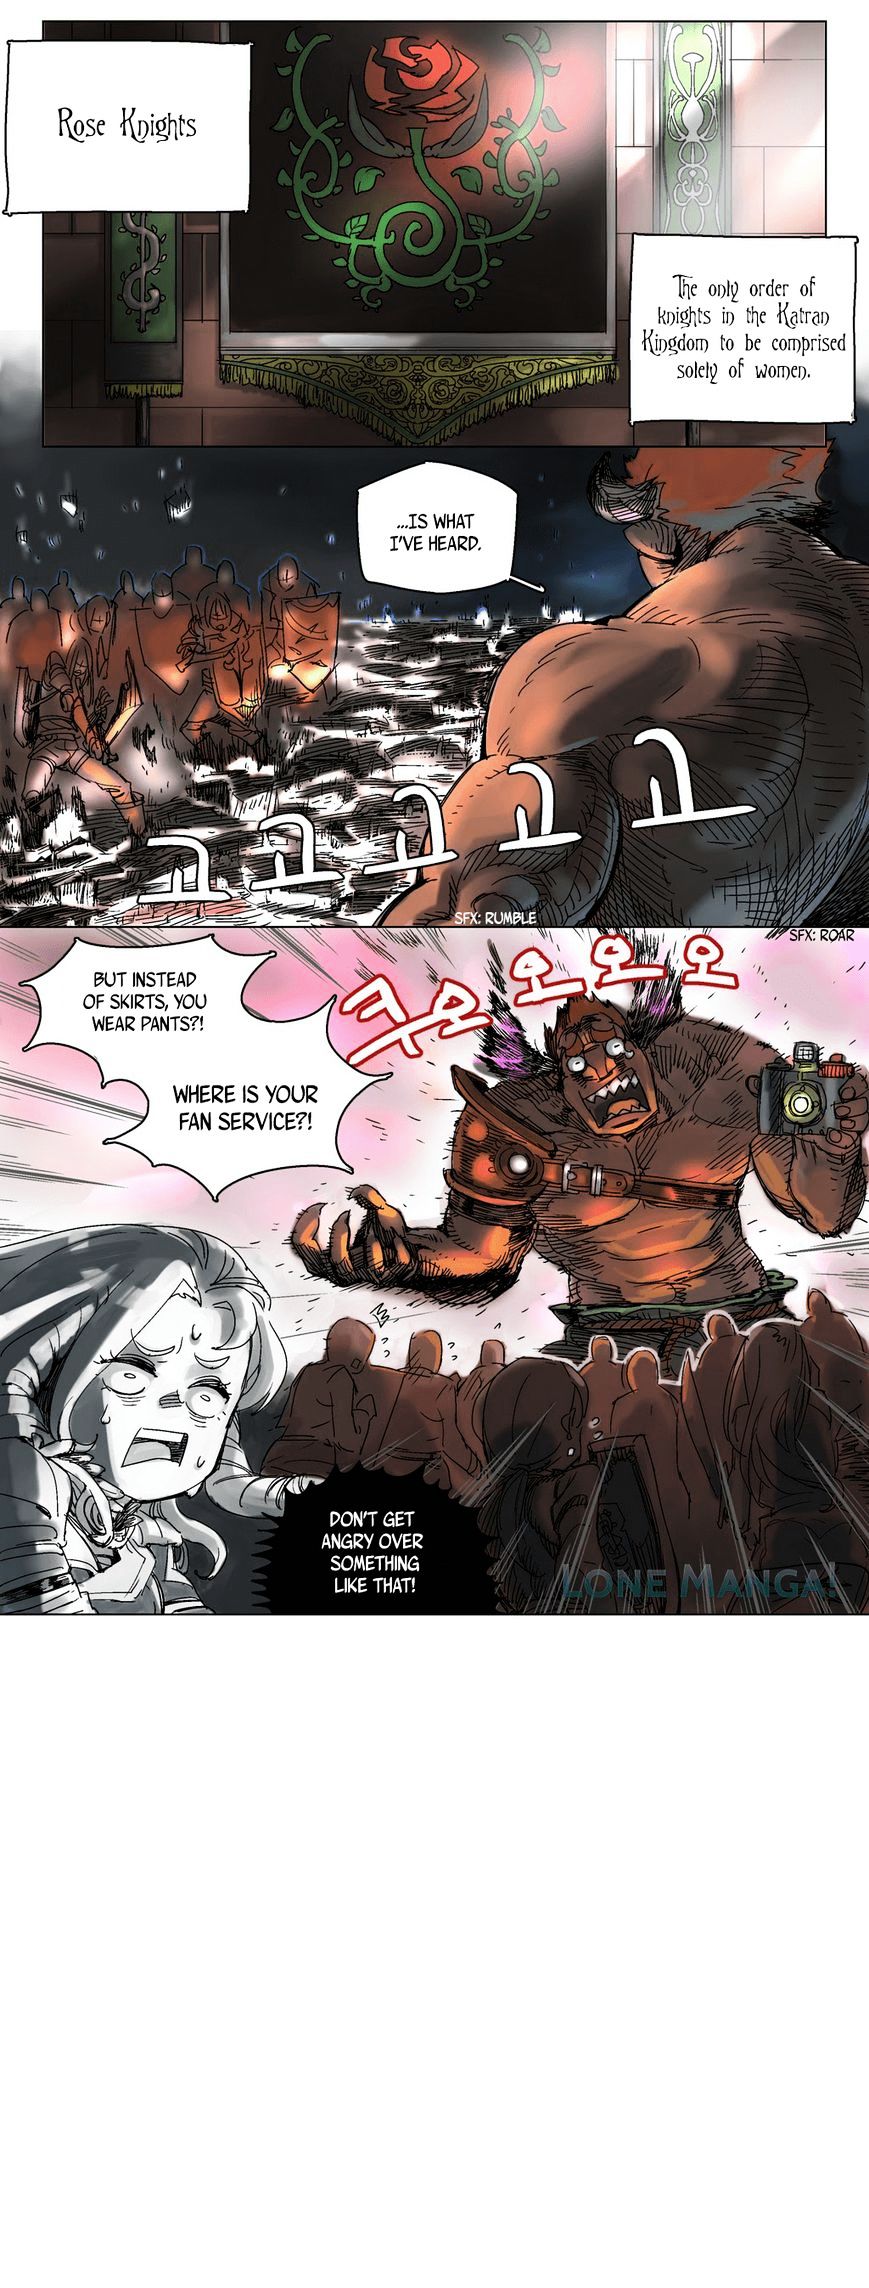 Rose Knights
The only order of
knights in the Katran
Kingdom to be comprised
solely of women.
...IS WHAT
I'VE HEARD.
고고고고고
SFX: RUMBLE
SFX: ROAR
쿠오오오오
BUT INSTEAD
OF SKIRTS, YOU
WEAR PANTS?!
WHERE IS YOUR
FAN SERVICE?!
DON'T GET
ANGRY OVER
SOMETHING
LIKE THAT!
LONE MANGA!